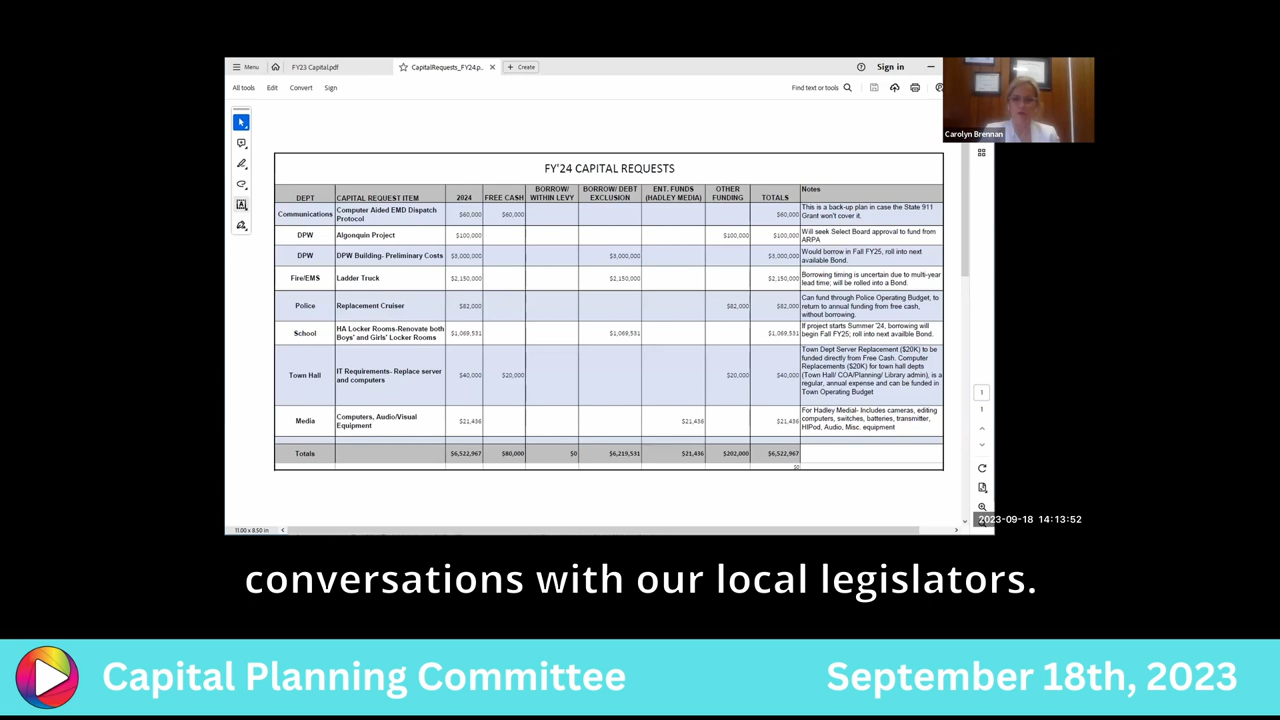 Menu
FY23 Capital.pdf
CapitalRequests_FY24.p..
Create
Sign in
All tools
Edit
Convert
Sign
Find text or tools
Carolyn Brennan
FY'24 CAPITAL REQUESTS
DEPT CAPITAL REQUEST ITEM 2024 FREE CASH BORROW/ WITHIN LEVY BORROW/ DEBT EXCLUSION ENT. FUNDS (HADLEY MEDIA) OTHER FUNDING TOTALS Notes
Communications Computer Aided EMD Dispatch Protocol $60,000 $60,000 $60,000 This is a back-up plan in case the State 911 Grant won't cover it.
DPW Algonquin Project $100,000 $100,000 $100,000 Will seek Select Board approval to fund from ARPA
DPW DPW Building- Preliminary Costs $3,000,000 $3,000,000 $3,000,000 Would borrow in Fall FY25, roll into next available Bond.
Fire/EMS Ladder Truck $2,150,000 $2,150,000 $2,150,000 Borrowing timing is uncertain due to multi-year lead time; will be rolled into a Bond.
Police Replacement Cruiser $82,000 $82,000 $82,000 Can fund through Police Operating Budget, to return to annual funding from free cash, without borrowing.
School HA Locker Rooms-Renovate both Boys' and Girls' Locker Rooms $1,069,531 $1,069,531 $1,069,531 If project starts Summer '24, borrowing will begin Fall FY25, roll into next availble Bond.
Town Hall IT Requirements- Replace server and computers $40,000 $20,000 $20,000 $40,000 Town Dept Server Replacement ($20K) to be funded directly from Free Cash. Computer Replacements ($20K) for town hall depts (Town Hall/ COA/Planning/ Library admin), is a regular, annual expense and can be funded in Town Operating Budget
Media Computers, Audio/Visual Equipment $21,436 $21,436 $21,436 For Hadley Medial- Includes cameras, editing computers, switches, batteries, transmitter, HIPod, Audio, Misc. equipment
Totals $6,522,967 $80,000 $0 $6,219,531 $21,436 $202,000 $6,522,967
$0
1
1
11.00 x 8.50 in
2023-09-18 14:13:52
conversations with our local legislators.
Capital Planning Committee
September 18th, 2023